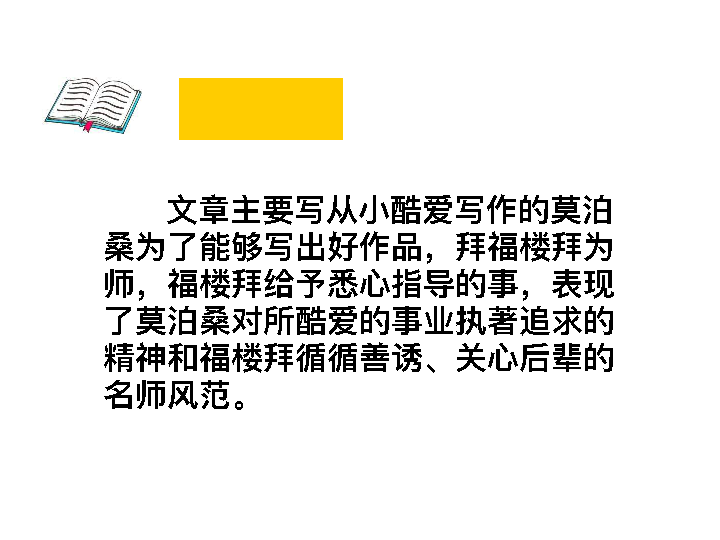 文章主要写从小酷爱写作的莫泊
桑为了能够写出好作品，拜福楼拜为
师，福楼拜给予悉心指导的事，表现
了莫泊桑对所酷爱的事业执著追求的
精神和福楼拜循循善诱、关心后辈的
名师风范。